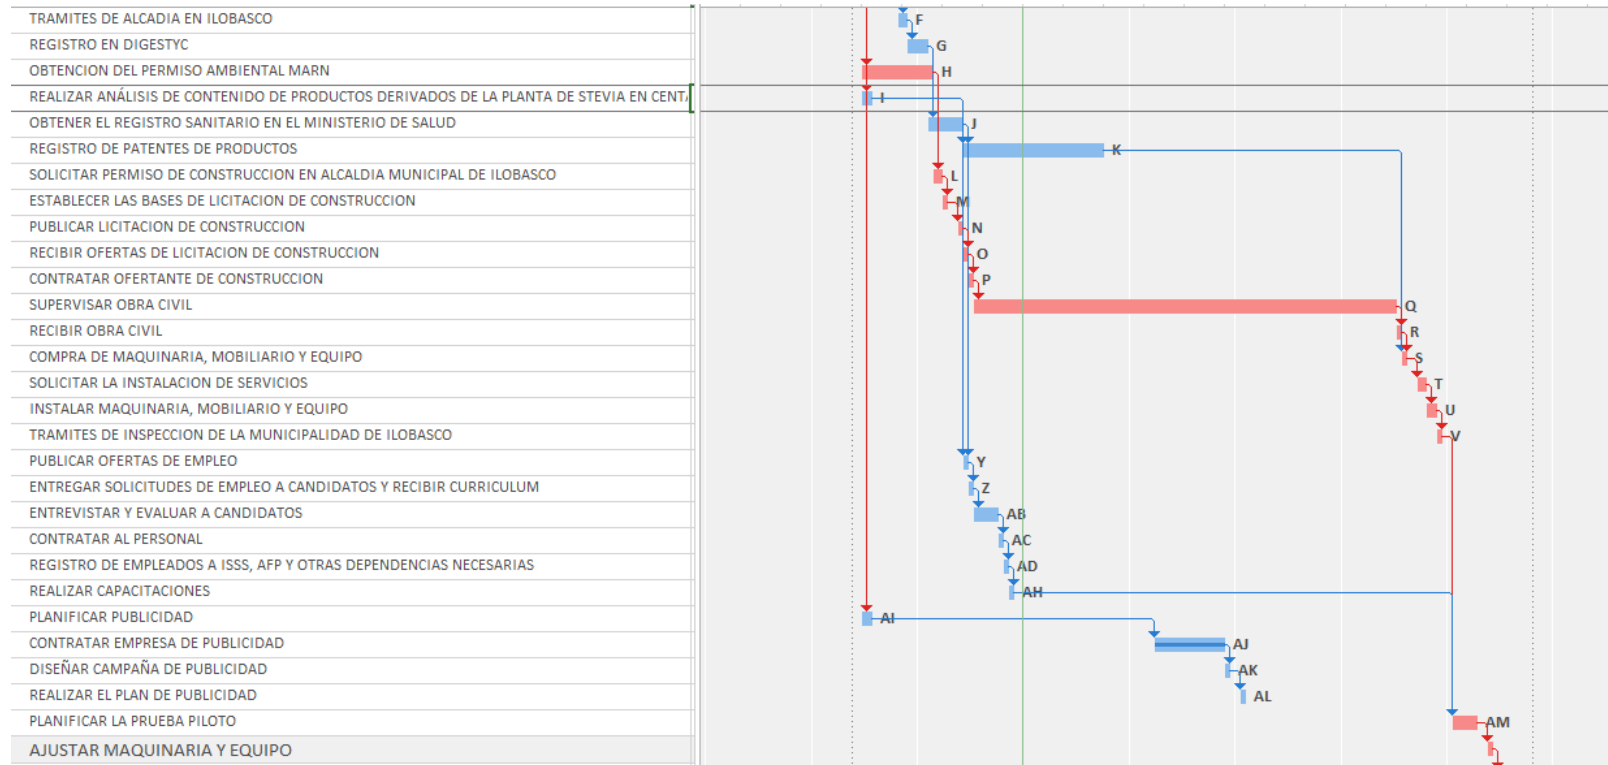 TRAMITES DE ALCADIA EN ILOBASCO F
REGISTRO EN DIGESTYC G
OBTENCION DEL PERMISO AMBIENTAL MARN H
REALIZAR ANÁLISIS DE CONTENIDO DE PRODUCTOS DERIVADOS DE LA PLANTA DE STEVIA EN I
OBTENER EL REGISTRO SANITARIO EN EL MINISTERIO DE SALUD J
REGISTRO DE PATENTES DE PRODUCTOS K
SOLICITAR PERMISO DE CONSTRUCCION EN ALCALDIA MUNICIPAL DE ILOBASCO L
ESTABLECER LAS BASES DE LICITACION DE CONSTRUCCION M
PUBLICAR LICITACION DE CONSTRUCCION N
RECIBIR OFERTAS DE LICITACION DE CONSTRUCCION O
CONTRATAR OFERTANTE DE CONSTRUCCION P
SUPERVISAR OBRA CIVIL Q
RECIBIR OBRA CIVIL R
COMPRA DE MAQUINARIA, MOBILIARIO Y EQUIPO S
SOLICITAR LA INSTALACION DE SERVICIOS T
INSTALAR MAQUINARIA, MOBILIARIO Y EQUIPO U
TRAMITES DE INSPECCION DE LA MUNICIPALIDAD DE ILOBASCO V
PUBLICAR OFERTAS DE EMPLEO Y
ENTREGAR SOLICITUDES DE EMPLEO A CANDIDATOS Y RECIBIR CURRICULUM Z
ENTREVISTAR Y EVALUAR A CANDIDATOS AB
CONTRATAR AL PERSONAL AC
REGISTRO DE EMPLEADOS A ISSS, AFP Y OTRAS DEPENDENCIAS NECESARIAS AD
REALIZAR CAPACITACIONES AH
PLANIFICAR PUBLICIDAD AI
CONTRATAR EMPRESA DE PUBLICIDAD AJ
DISEÑAR CAMPAÑA DE PUBLICIDAD AK
REALIZAR EL PLAN DE PUBLICIDAD AL
PLANIFICAR LA PRUEBA PILOTO AM
AJUSTAR MAQUINARIA Y EQUIPO